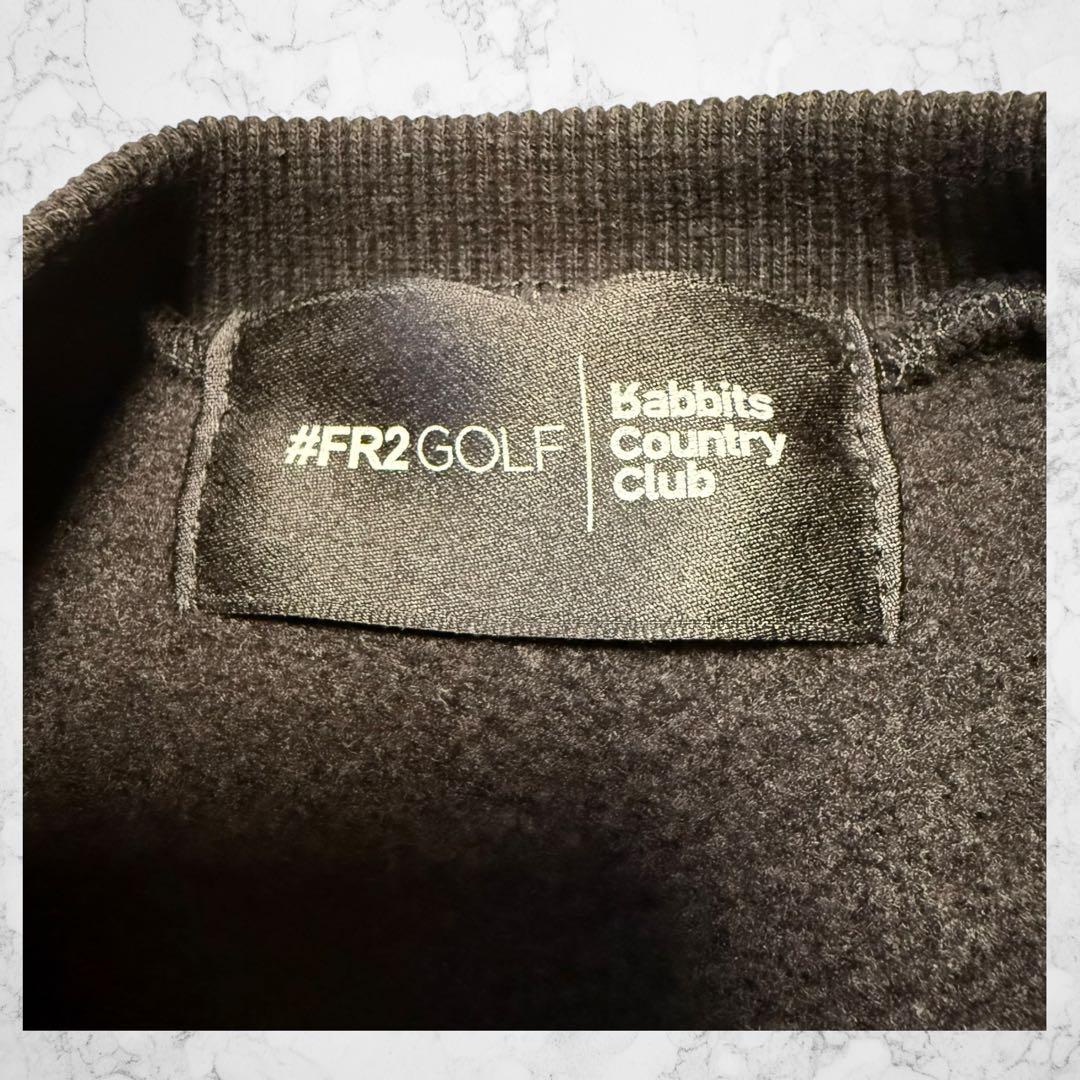 #FR2GOLF
Rabbits
Country
Club